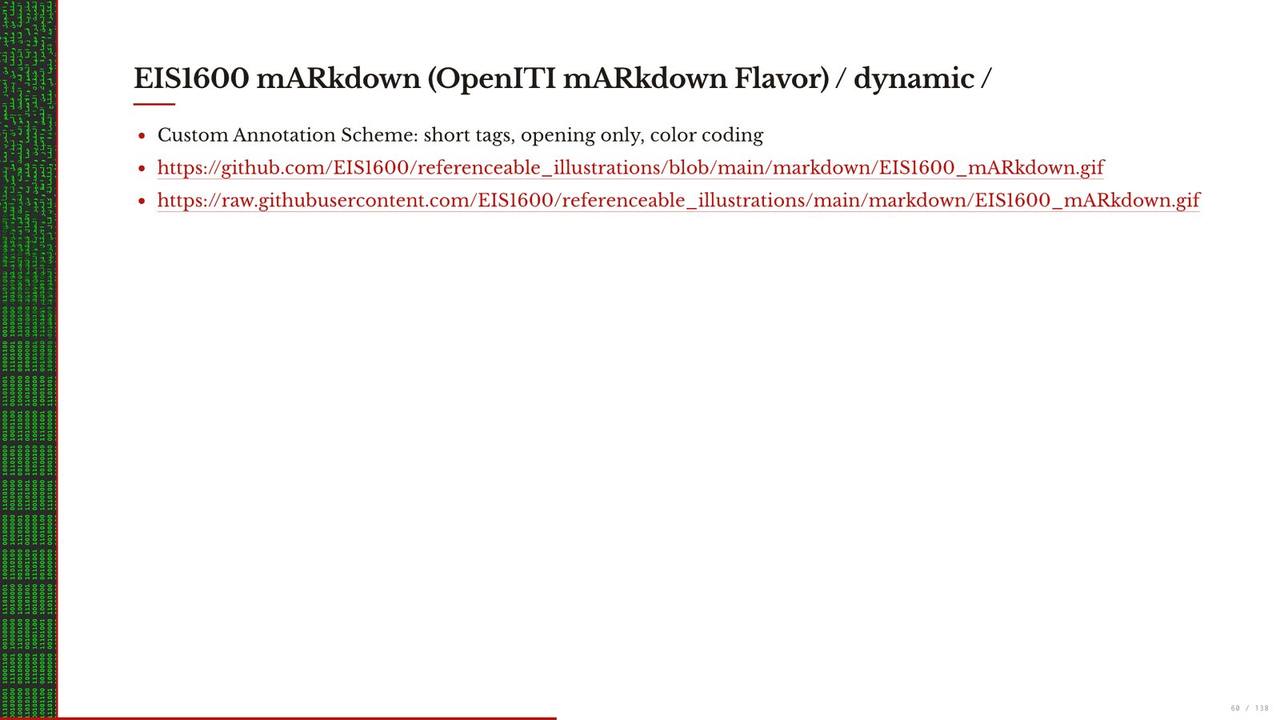 EIS1600 mARkdown (OpenITI mARkdown Flavor) / dynamic /
Custom Annotation Scheme: short tags, opening only, color coding
https://github.com/EIS1600/referenceable_illustrations/blob/main/markdown/EIS1600_mARkdown.gif
https://raw.githubusercontent.com/EIS1600/referenceable_illustrations/main/markdown/EIS1600_mARkdown.gif
60 / 138